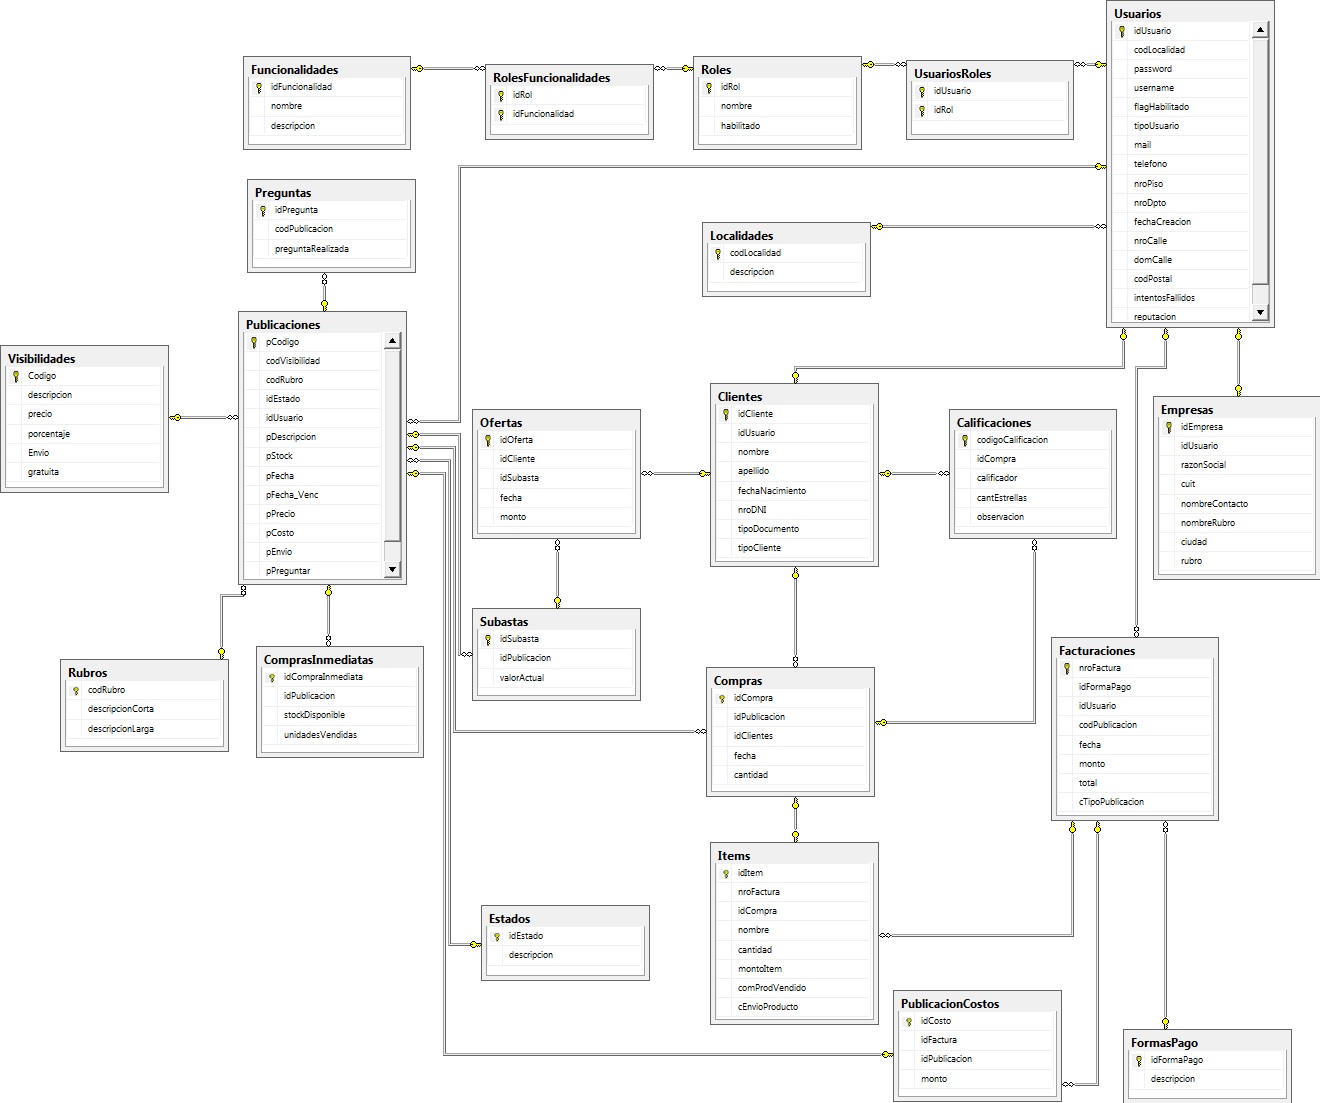 Usuarios
idUsuario
codLocalidad
password
username
flagHabilitado
tipoUsuario
mail
telefono
nroPiso
nroDpto
fechaCreacion
nroCalle
domCalle
codPostal
intentosFallidos
reputacion
Funcionalidades
idFuncionalidad
nombre
descripcion
RolesFuncionalidades
idRol
idFuncionalidad
Roles
idRol
nombre
habilitado
UsuariosRoles
idUsuario
idRol
Preguntas
idPregunta
codPublicacion
preguntaRealizada
Localidades
codLocalidad
descripcion
Publicaciones
pCodigo
codVisibilidad
codRubro
idEstado
idUsuario
pDescripcion
pStock
pFecha
pFecha_Venc
pPrecio
pCosto
pEnvio
pPreguntar
Visibilidades
Codigo
descripcion
precio
porcentaje
Envio
gratuita
Ofertas
idOferta
idCliente
idSubasta
fecha
monto
Clientes
idCliente
idUsuario
nombre
apellido
fechaNacimiento
nroDNI
tipoDocumento
tipoCliente
Calificaciones
codigoCalificacion
idCompra
calificador
cantEstrellas
observacion
Empresas
idEmpresa
idUsuario
razonSocial
cuit
nombreContacto
nombreRubro
ciudad
rubro
Subastas
idSubasta
idPublicacion
valorActual
Rubros
codRubro
descripcionCorta
descripcionLarga
ComprasInmediatas
idCompraInmediata
idPublicacion
stockDisponible
unidadesVendidas
Compras
idCompra
idPublicacion
idClientes
fecha
cantidad
Facturaciones
nroFactura
idFormaPago
idUsuario
codPublicacion
fecha
monto
total
cTipoPublicacion
Items
idItem
nroFactura
idCompra
nombre
cantidad
montoItem
comProdVendido
cEnvioProducto
Estados
idEstado
descripcion
PublicacionCostos
idCosto
idFactura
idPublicacion
monto
FormasPago
idFormaPago
descripcion